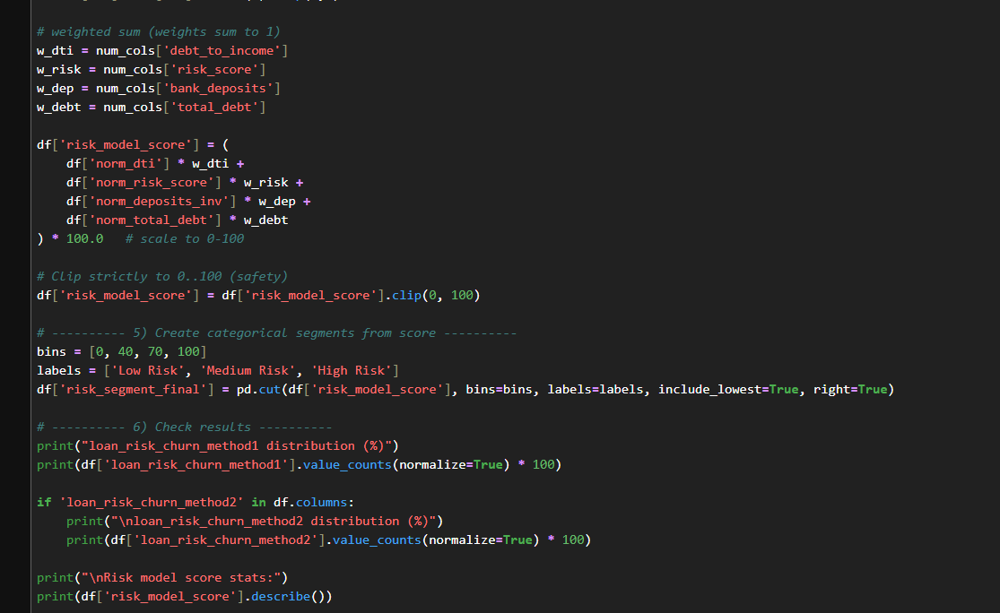 # weighted sum (weights sum to 1)
w_dti = num_cols['debt_to_income']
w_risk = num_cols['risk_score']
w_dep = num_cols['bank_deposits']
w_debt = num_cols['total_debt']

df['risk_model_score'] = (
    df['norm_dti'] * w_dti +
    df['norm_risk_score'] * w_risk +
    df['norm_deposits_inv'] * w_dep +
    df['norm_total_debt'] * w_debt
) * 100.0   # scale to 0-100

# Clip strictly to 0..100 (safety)
df['risk_model_score'] = df['risk_model_score'].clip(0, 100)

# ---------- 5) Create categorical segments from score ----------
bins = [0, 40, 70, 100]
labels = ['Low Risk', 'Medium Risk', 'High Risk']
df['risk_segment_final'] = pd.cut(df['risk_model_score'], bins=bins, labels=labels, include_lowest=True, right=True)

# ---------- 6) Check results ----------
print("loan_risk_churn_method1 distribution (%)")
print(df['loan_risk_churn_method1'].value_counts(normalize=True) * 100)

if 'loan_risk_churn_method2' in df.columns:
    print("\nloan_risk_churn_method2 distribution (%)")
    print(df['loan_risk_churn_method2'].value_counts(normalize=True) * 100)

print("\nRisk model score stats:")
print(df['risk_model_score'].describe())